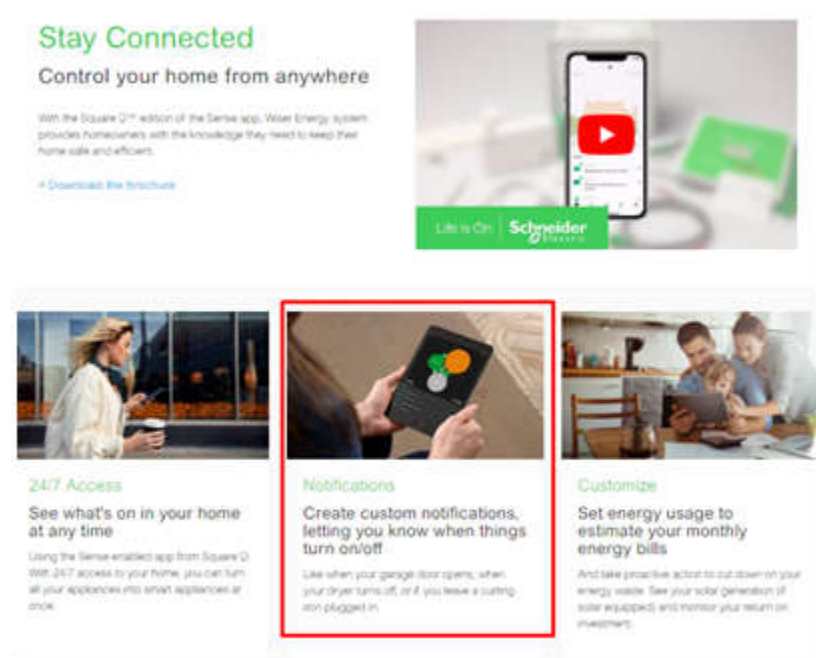 Stay Connected
Control your home from anywhere
With the Square D™ edition of the Sense app, Wiser Energy system
provides homeowners with the knowledge they need to keep their
home safe and efficient.
> Download the brochure
Life Is On | Schneider
Electric
24/7 Access
See what's on in your home
at any time
Using the Sense enabled app from Square D.
With 24/7 access to your home, you can turn
all your appliances into smart appliances at
once.
Notifications
Create custom notifications,
letting you know when things
turn on/off
Like when your garage door opens, when
your dryer turns off, or if you leave a curling
iron plugged in.
Customize
Set energy usage to
estimate your monthly
energy bills
And take proactive action to cut down on your
energy waste. See your solar generation (if
solar equipped) and monitor your return on
investment.